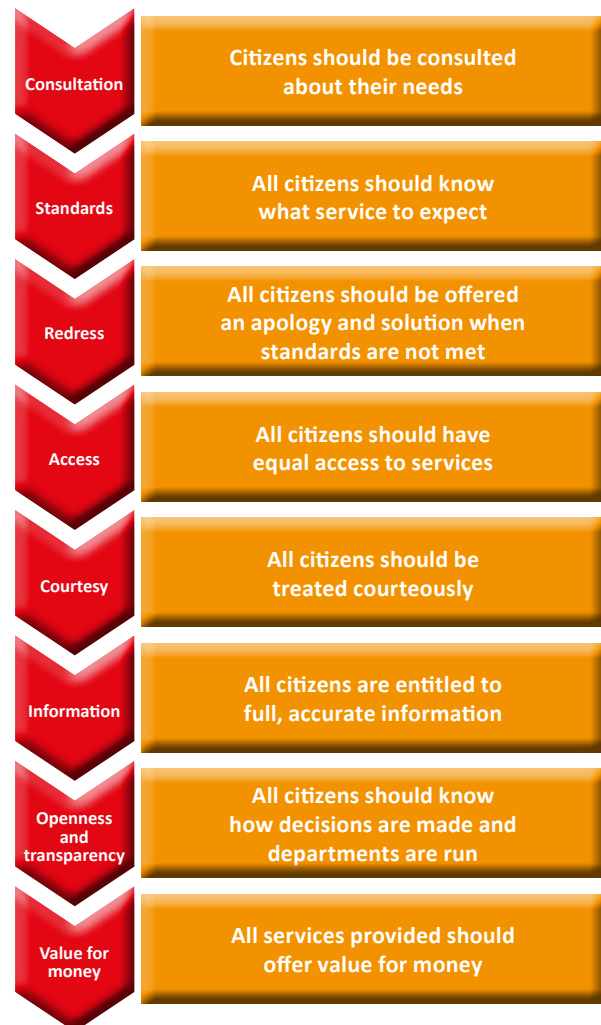 Consultation
Citizens should be consulted
about their needs
Standards
All citizens should know
what service to expect
Redress
All citizens should be offered
an apology and solution when
standards are not met
Access
All citizens should have
equal access to services
Courtesy
All citizens should be
treated courteously
Information
All citizens are entitled to
full, accurate information
Openness
and
transparency
All citizens should know
how decisions are made and
departments are run
Value for
money
All services provided should
offer value for money